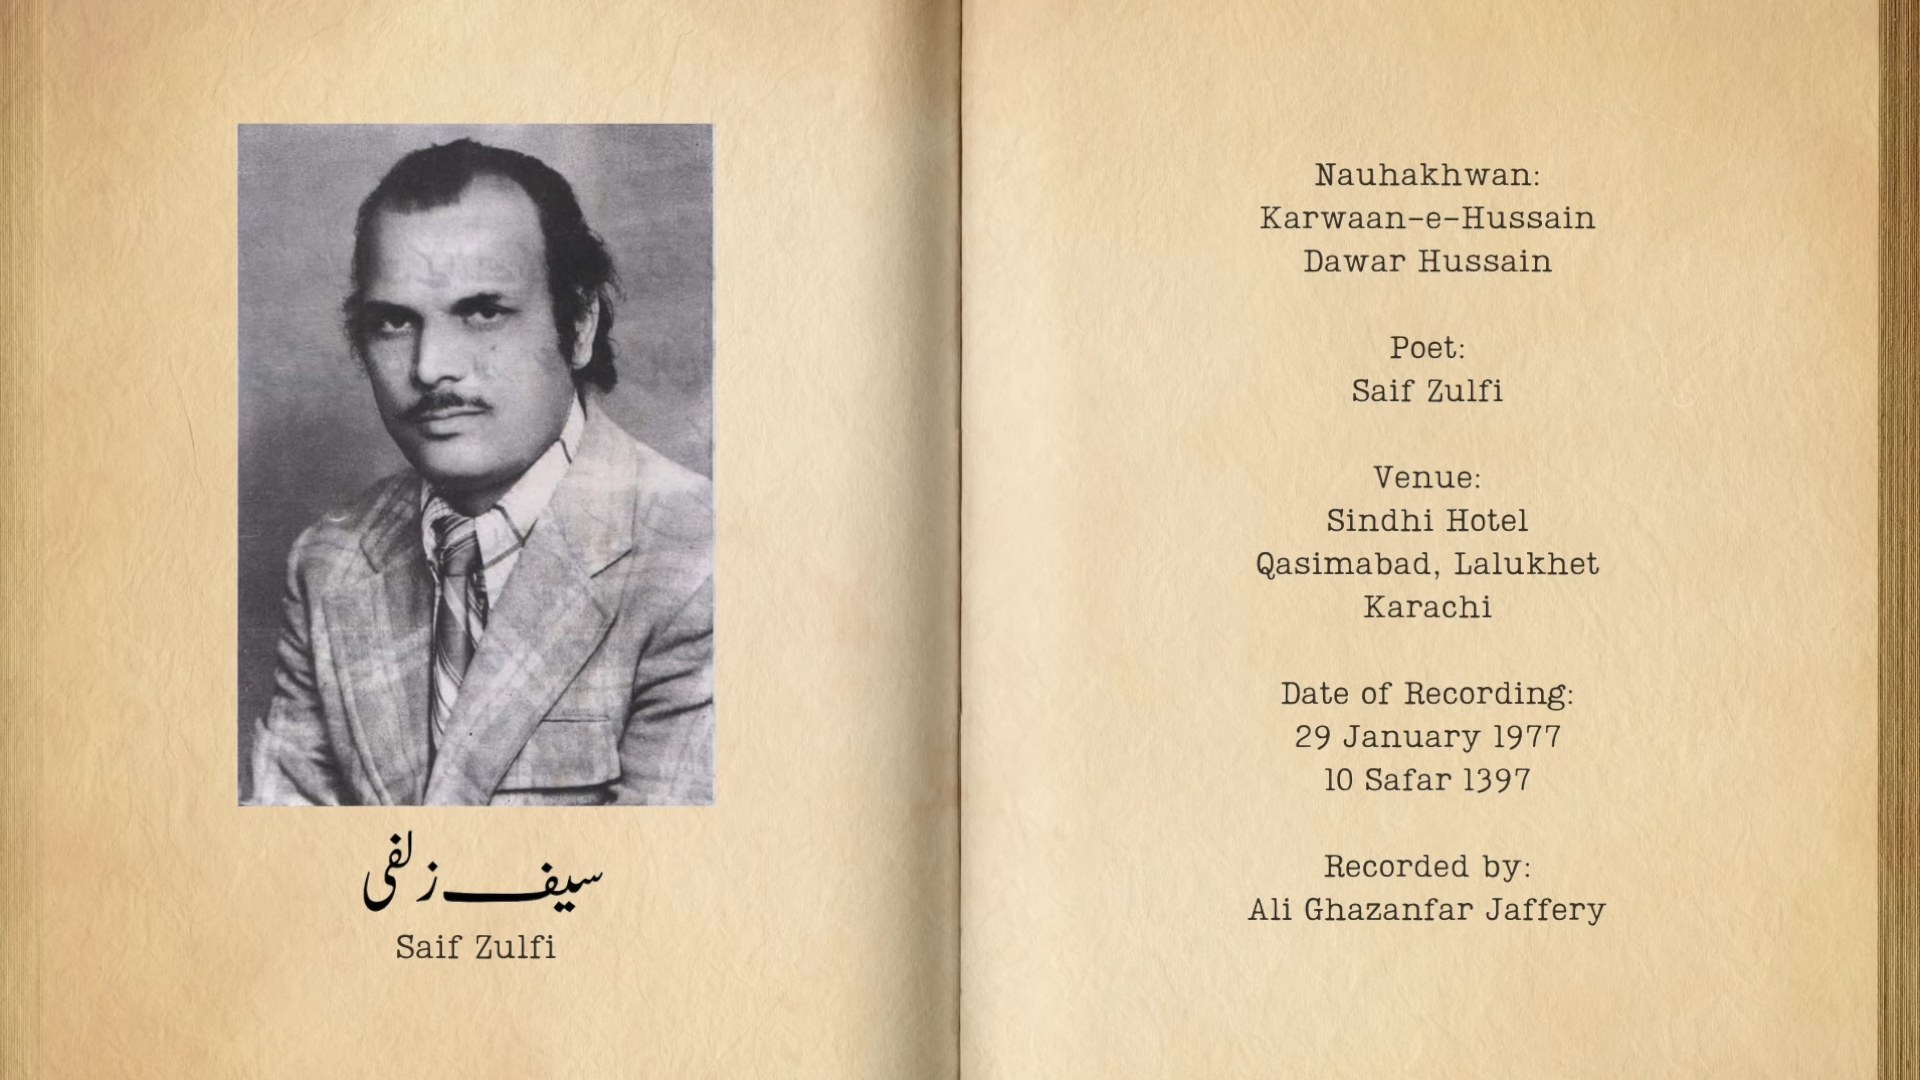 سیف زلفی
Saif Zulfi
Nauhakhwan:
Karwaan-e-Hussain
Dawar Hussain
Poet:
Saif Zulfi
Venue:
Sindhi Hotel
Qasimabad, Lalukhet
Karachi
Date of Recording:
29 January 1977
10 Safar 1397
Recorded by:
Ali Ghazanfar Jaffery